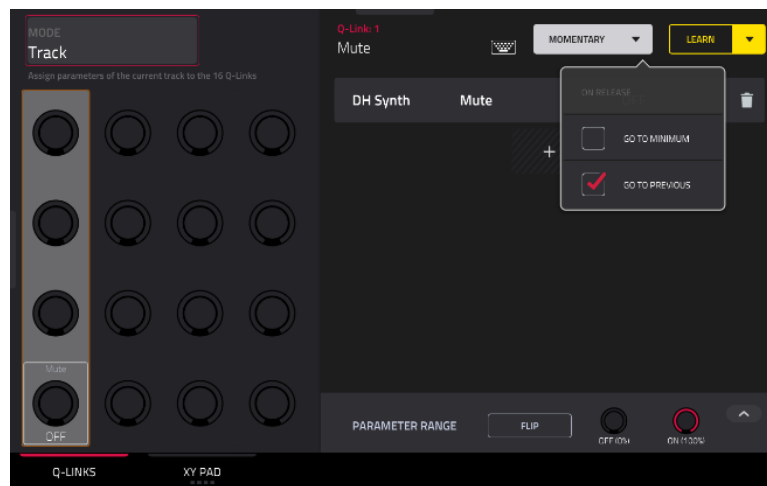 MODE
Track
Assign parameters of the current track to the 16 Q-Links
Mute
OFF
Q-LINKS
XY PAD
Q-Link: 1
Mute
MOMENTARY
LEARN
DH Synth Mute
ON RELEASE
GO TO MINIMUM
GO TO PREVIOUS
+
PARAMETER RANGE
FLIP
OFF (0%)
ON (100%)